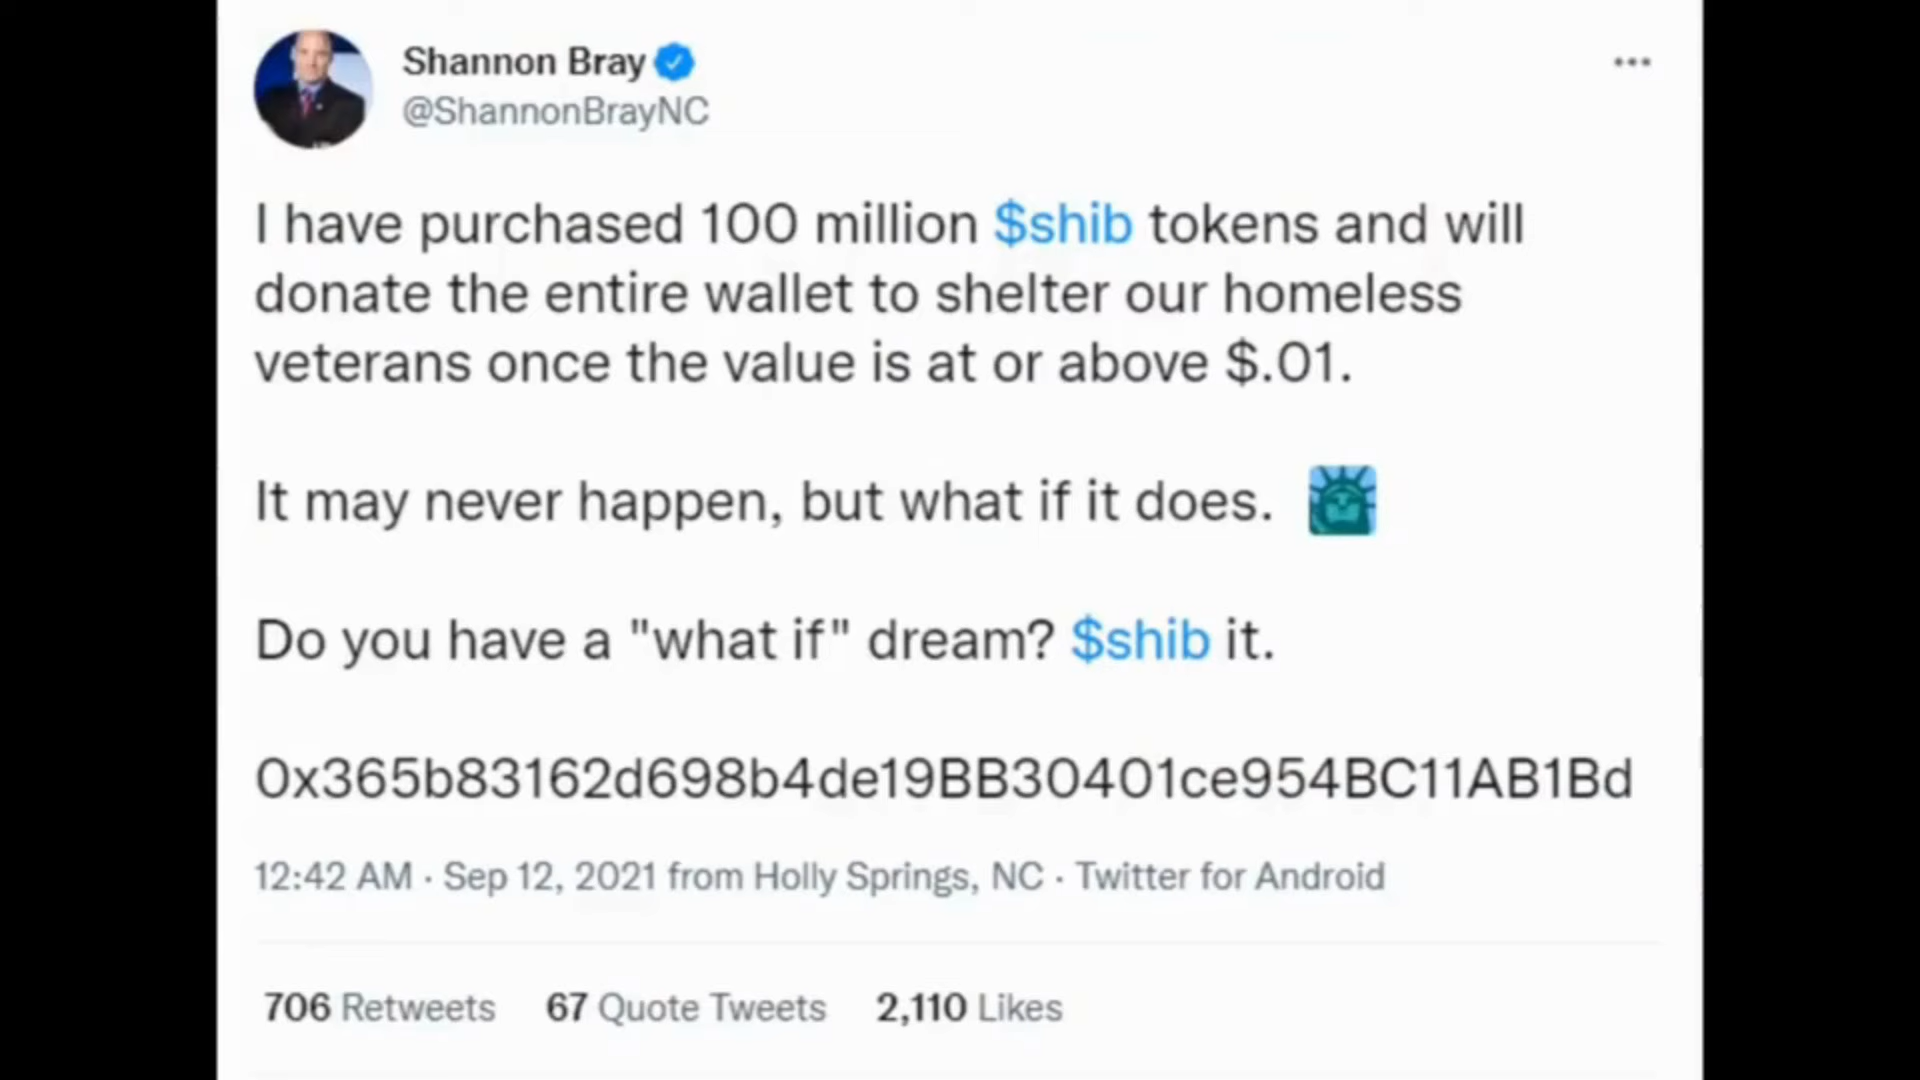 Shannon Bray
@ShannonBrayNC
I have purchased 100 million $shib tokens and will
donate the entire wallet to shelter our homeless
veterans once the value is at or above $.01.
It may never happen, but what if it does.
Do you have a "what if" dream? $shib it.
0x365b83162d698b4de19BB30401ce954BC11AB1Bd
12:42 AM · Sep 12, 2021 from Holly Springs, NC · Twitter for Android
706 Retweets 67 Quote Tweets 2,110 Likes